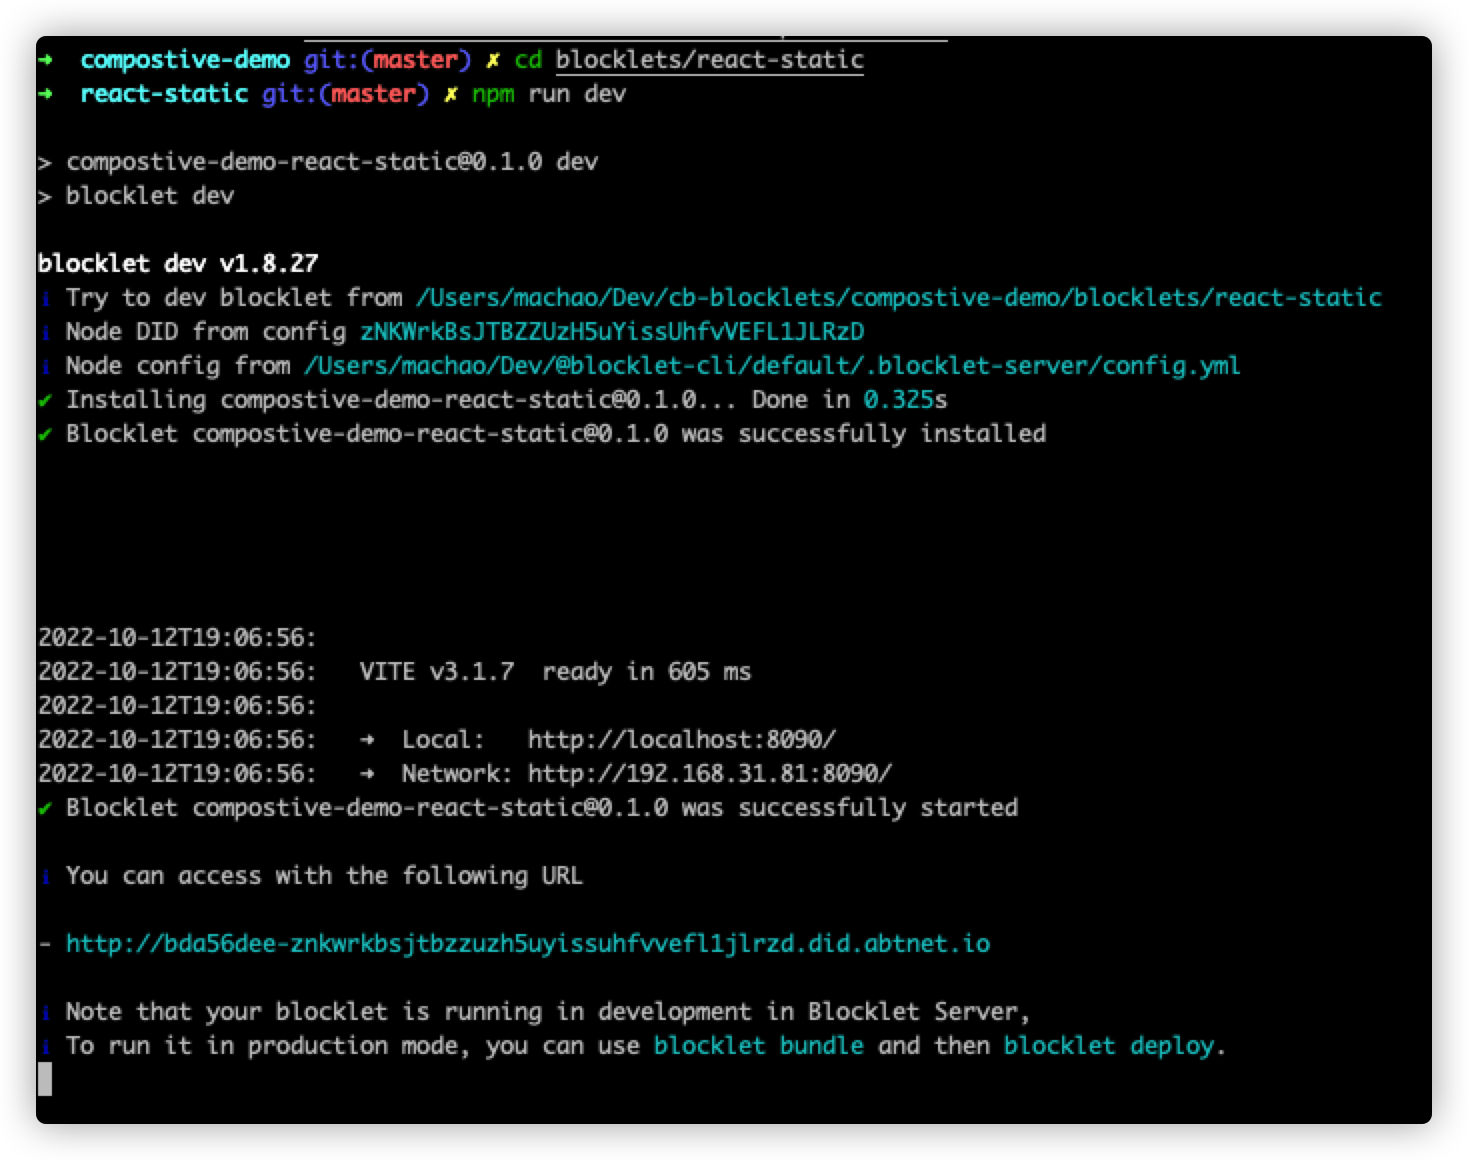 ➜  compostive-demo git:(master) ✗ cd blocklets/react-static
➜  react-static git:(master) ✗ npm run dev
> compostive-demo-react-static@0.1.0 dev
> blocklet dev
blocklet dev v1.8.27
ℹ Try to dev blocklet from /Users/machao/Dev/cb-blocklets/compostive-demo/blocklets/react-static
ℹ Node DID from config zNKWrkBsJTBZZUzH5uYissUhfvVEFL1JLRzD
ℹ Node config from /Users/machao/Dev/@blocklet-cli/default/.blocklet-server/config.yml
✔ Installing compostive-demo-react-static@0.1.0... Done in 0.325s
✔ Blocklet compostive-demo-react-static@0.1.0 was successfully installed
2022-10-12T19:06:56:
2022-10-12T19:06:56:   VITE v3.1.7  ready in 605 ms
2022-10-12T19:06:56:
2022-10-12T19:06:56:   ➜  Local:   http://localhost:8090/
2022-10-12T19:06:56:   ➜  Network: http://192.168.31.81:8090/
✔ Blocklet compostive-demo-react-static@0.1.0 was successfully started
ℹ You can access with the following URL
- http://bda56dee-znkwrkbsjtbzzuzh5uyissuhfvvefl1jlrzd.did.abtnet.io
ℹ Note that your blocklet is running in development in Blocklet Server,
ℹ To run it in production mode, you can use blocklet bundle and then blocklet deploy.